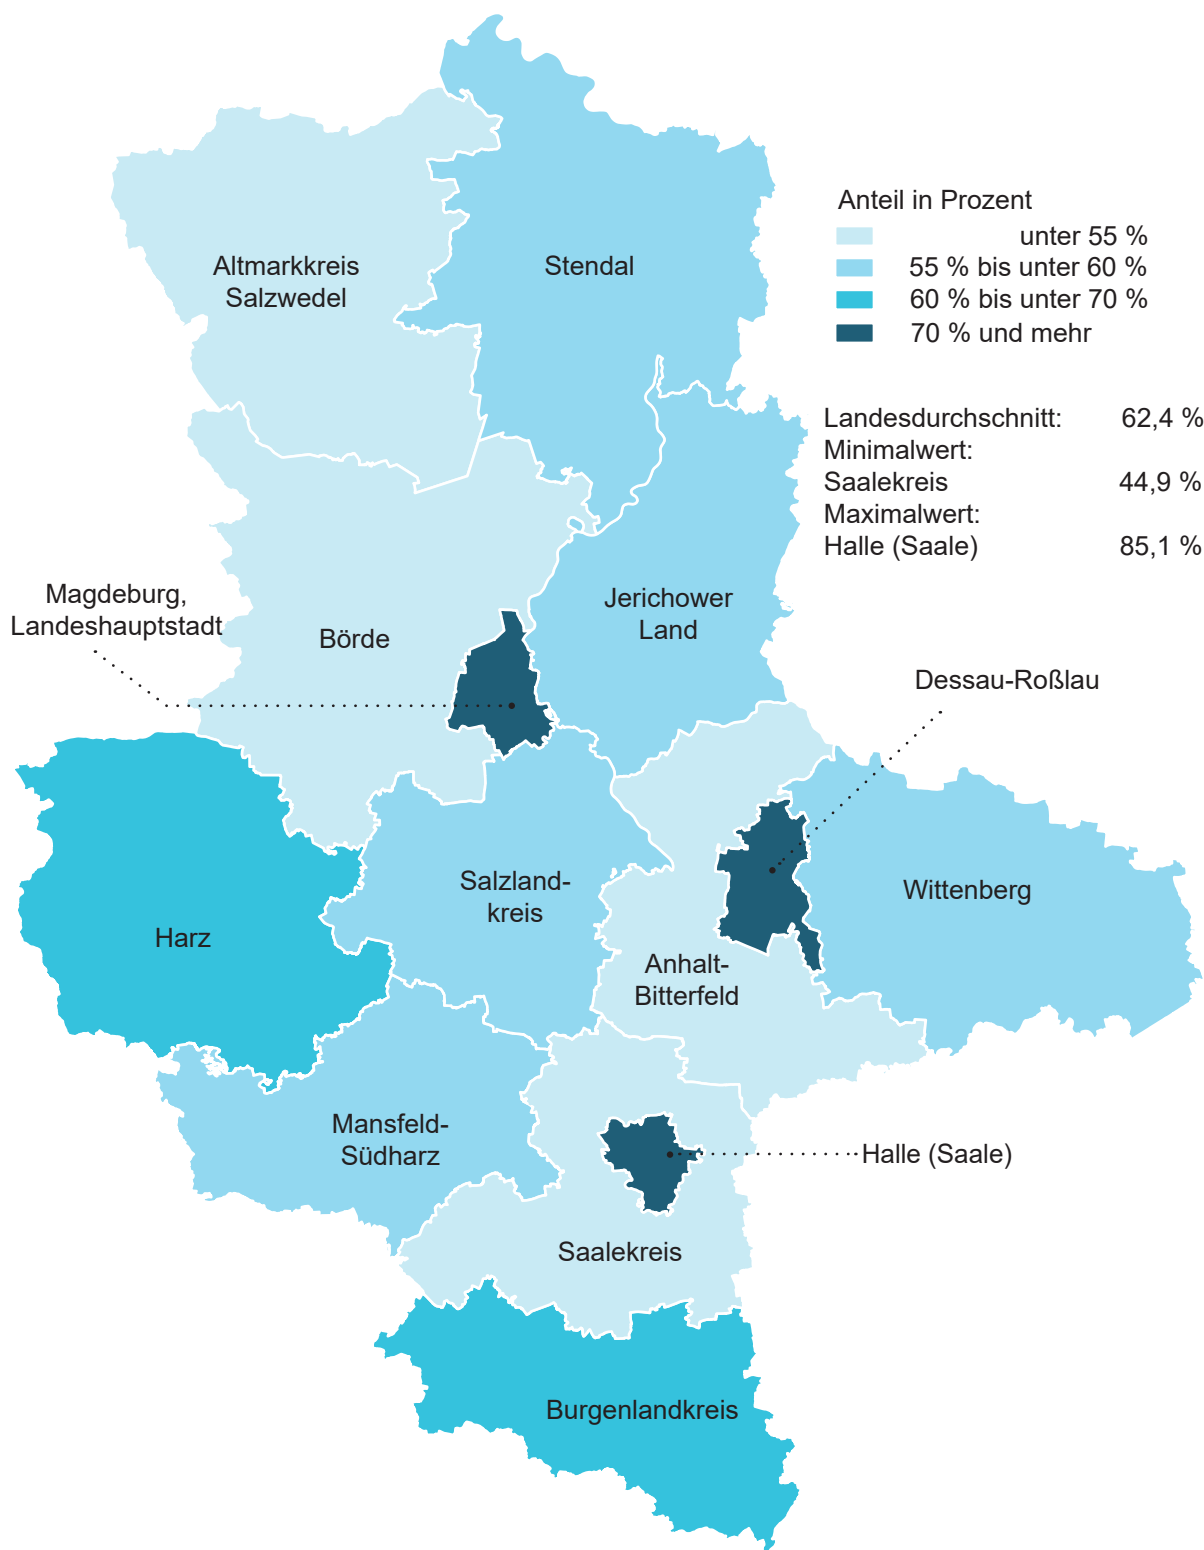 Anteil in Prozent
unter 55 %
55 % bis unter 60 %
60 % bis unter 70 %
70 % und mehr
Landesdurchschnitt: 62,4 %
Minimalwert:
Saalekreis 44,9 %
Maximalwert:
Halle (Saale) 85,1 %
Altmarkkreis
Salzwedel
Stendal
Magdeburg,
Landeshauptstadt
Börde
Jerichower
Land
Dessau-Roßlau
Harz
Salzland-
kreis
Wittenberg
Anhalt-
Bitterfeld
Mansfeld-
Südharz
Halle (Saale)
Saalekreis
Burgenlandkreis